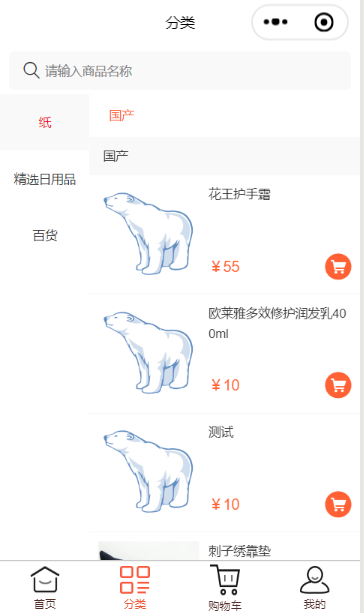 分类
请输入商品名称
纸
精选日用品
百货
国产
国产
花王护手霜
￥55
欧莱雅多效修护润发乳40
0ml
￥10
测试
￥10
刺子绣靠垫
首页
分类
购物车
我的